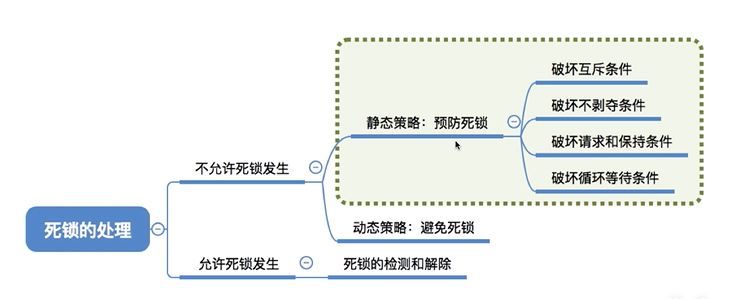 破坏互斥条件
破坏不剥夺条件
静态策略：预防死锁
破坏请求和保持条件
不允许死锁发生
破坏循环等待条件
死锁的处理
动态策略：避免死锁
允许死锁发生
死锁的检测和解除